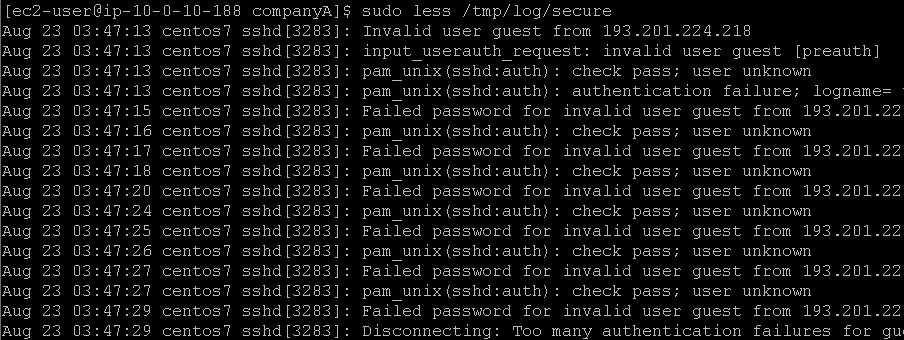 [ec2-user@ip-10-0-10-188 companyA]$ sudo less /tmp/log/secure
Aug 23 03:47:13 centos7 sshd[3283]: Invalid user guest from 193.201.224.218
Aug 23 03:47:13 centos7 sshd[3283]: input_userauth_request: invalid user guest [preauth]
Aug 23 03:47:13 centos7 sshd[3283]: pam_unix(sshd:auth): check pass; user unknown
Aug 23 03:47:13 centos7 sshd[3283]: pam_unix(sshd:auth): authentication failure; logname=
Aug 23 03:47:15 centos7 sshd[3283]: Failed password for invalid user guest from 193.201.22
Aug 23 03:47:16 centos7 sshd[3283]: pam_unix(sshd:auth): check pass; user unknown
Aug 23 03:47:17 centos7 sshd[3283]: Failed password for invalid user guest from 193.201.22
Aug 23 03:47:18 centos7 sshd[3283]: pam_unix(sshd:auth): check pass; user unknown
Aug 23 03:47:20 centos7 sshd[3283]: Failed password for invalid user guest from 193.201.22
Aug 23 03:47:24 centos7 sshd[3283]: pam_unix(sshd:auth): check pass; user unknown
Aug 23 03:47:25 centos7 sshd[3283]: Failed password for invalid user guest from 193.201.22
Aug 23 03:47:26 centos7 sshd[3283]: pam_unix(sshd:auth): check pass; user unknown
Aug 23 03:47:27 centos7 sshd[3283]: Failed password for invalid user guest from 193.201.22
Aug 23 03:47:27 centos7 sshd[3283]: pam_unix(sshd:auth): check pass; user unknown
Aug 23 03:47:29 centos7 sshd[3283]: Failed password for invalid user guest from 193.201.22
Aug 23 03:47:29 centos7 sshd[3283]: Disconnecting: Too many authentication failures for gu